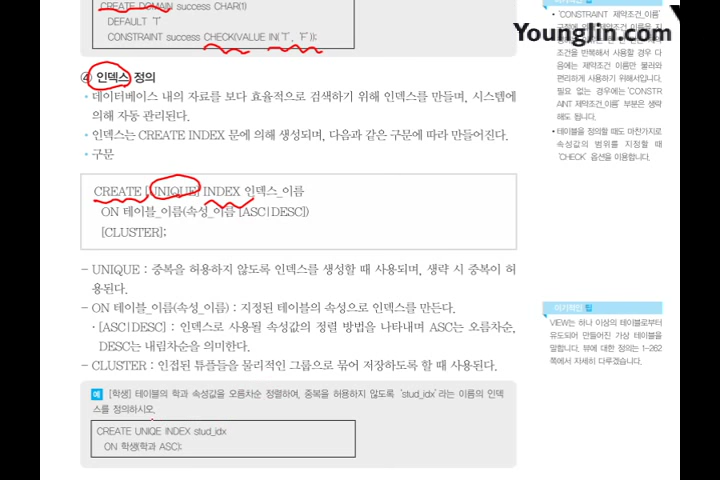 CREATE DOMAIN success CHAR(1)
DEFAULT 'T'
CONSTRAINT success CHECK(VALUE IN('T', 'F'));
④ 인덱스 정의
• 데이터베이스 내의 자료를 보다 효율적으로 검색하기 위해 인덱스를 만들며, 시스템에
의해 자동 관리된다.
• 인덱스는 CREATE INDEX 문에 의해 생성되며, 다음과 같은 구문에 따라 만들어진다.
• 구문
CREATE [UNIQUE] INDEX 인덱스_이름
ON 테이블_이름(속성_이름 [ASC|DESC])
[CLUSTER];
- UNIQUE : 중복을 허용하지 않도록 인덱스를 생성할 때 사용되며, 생략 시 중복이 허
용된다.
- ON 테이블_이름(속성_이름) : 지정된 테이블의 속성으로 인덱스를 만든다.
· [ASC|DESC] : 인덱스로 사용될 속성값의 정렬 방법을 나타내며 ASC는 오름차순,
DESC는 내림차순을 의미한다.
- CLUSTER : 인접된 튜플들을 물리적인 그룹으로 묶어 저장하도록 할 때 사용된다.
예 [학생] 테이블의 학과 속성값을 오름차순 정렬하여, 중복을 허용하지 않도록 'stud_idx'라는 이름의 인덱
스를 정의하시오.
CREATE UNIQE INDEX stud_idx
ON 학생(학과 ASC);
Younglin.com
• 'CONSTRAINT 제약조건_이름'
조건을 반복해서 사용할 경우 다
음에는 제약조건 이름만 불러와
편리하게 사용하기 위해서입니다.
필요 없는 경우에는 'CONSTR
AINT 제약조건_이름' 부분은 생략
해도 됩니다.
• 테이블을 정의할 때도 마찬가지로
속성값의 범위를 지정할 때
'CHECK' 옵션을 이용합니다.
VIEW는 하나 이상의 테이블로부터
유도되어 만들어진 가상 테이블을
말합니다. 뷰에 대한 정의는 1-262
쪽에서 자세히 다루겠습니다.